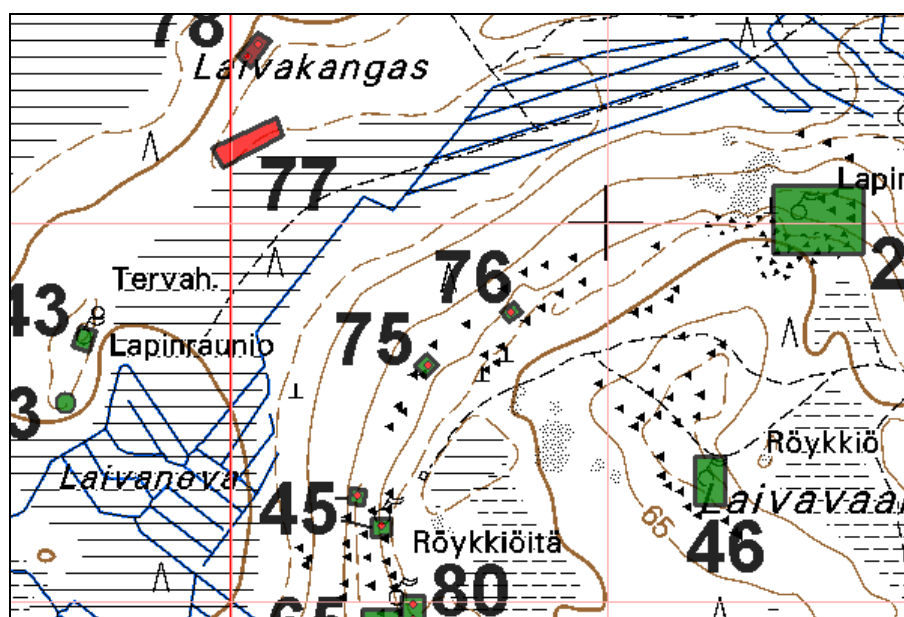 78
Laivakangas
77
Lapin
2
76
Tervah.
43
75
Lapinraunio
3
Röykkiö
Laivaneva
45
Laivavaar
65
46
Röykkiöitä
80
65